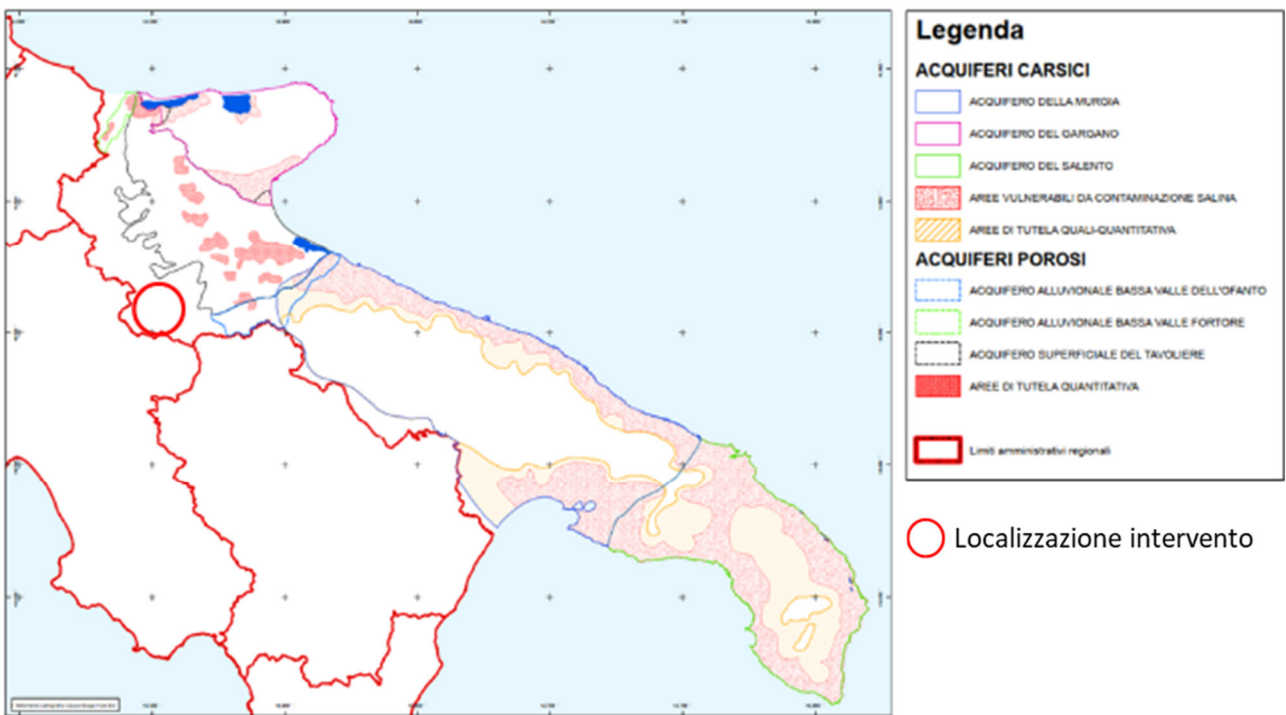 Legenda
ACQUIFERI CARSICI
ACQUIFERO DELLA MURGIA
ACQUIFERO DEL GARGANO
ACQUIFERO DEL SALENTO
AREE VULNERABILI DA CONTAMINAZIONE SALINA
AREE DI TUTELA QUALI-QUANTITATIVA
ACQUIFERI POROSI
ACQUIFERO ALLUVIONALE BASSA VALLE DELL'OFANTO
ACQUIFERO ALLUVIONALE BASSA VALLE FORTORE
ACQUIFERO SUPERFICIALE DEL TAVOLIERE
AREE DI TUTELA QUANTITATIVA
Limiti amministrativi regionali
Localizzazione intervento